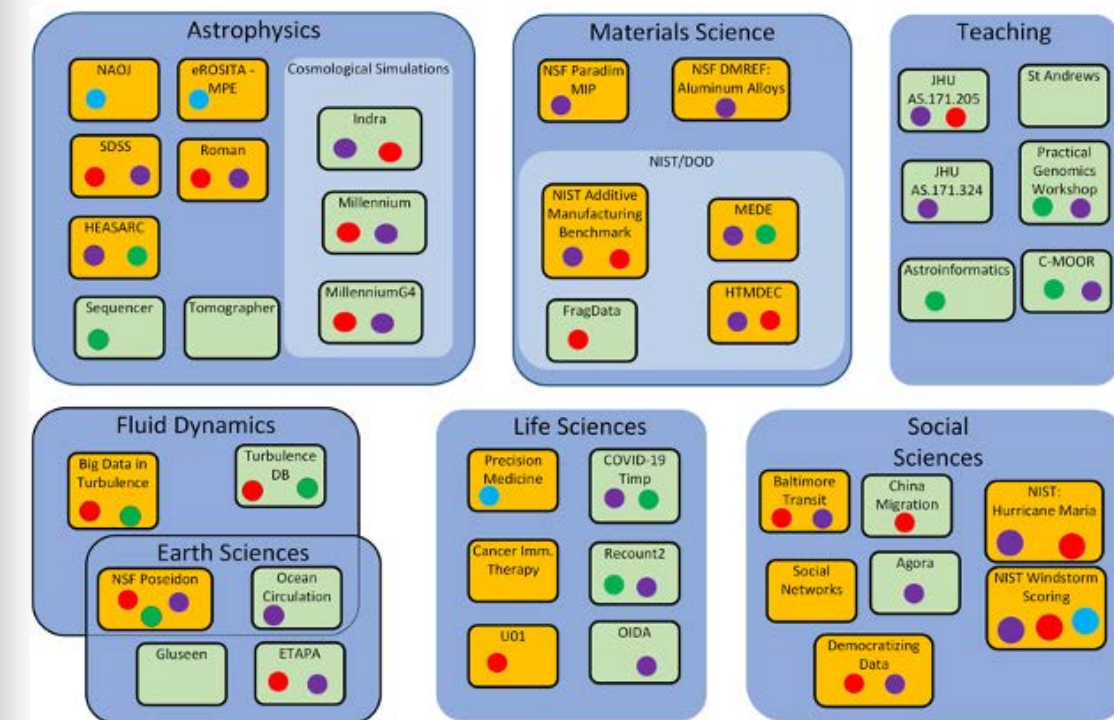 Astrophysics
NAOJ
eROSITA -
MPE
Cosmological Simulations
SDSS
Roman
Indra
Millennium
HEASARC
MillenniumG4
Sequencer
Tomographer
Materials Science
NSF Paradim
MIP
NSF DMREF:
Aluminum Alloys
NIST/DOD
NIST Additive
Manufacturing
Benchmark
MEDE
HTMDEC
FragData
Teaching
JHU
AS.171.205
St Andrews
JHU
AS.171.324
Practical
Genomics
Workshop
Astroinformatics
C-MOOR
Fluid Dynamics
Big Data in
Turbulence
Turbulence
DB
Earth Sciences
NSF Poseidon
Ocean
Circulation
Gluseen
ETAPA
Life Sciences
Precision
Medicine
COVID-19
Timp
Cancer Imm.
Therapy
Recount2
U01
OIDA
Social
Sciences
Baltimore
Transit
China
Migration
NIST:
Hurricane Maria
Social
Networks
Agora
NIST Windstorm
Scoring
Democratizing
Data